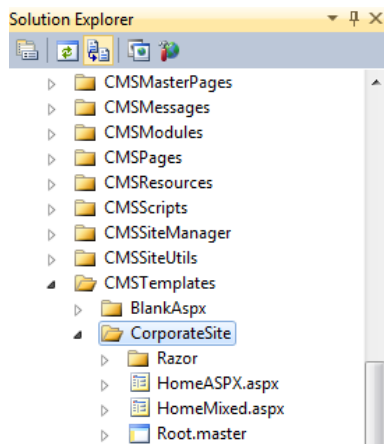 Solution Explorer
CMSMasterPages
CMSMessages
CMSModules
CMSPages
CMSResources
CMSScripts
CMSSiteManager
CMSSiteUtils
CMSTemplates
BlankAspx
CorporateSite
Razor
HomeASPX.aspx
HomeMixed.aspx
Root.master